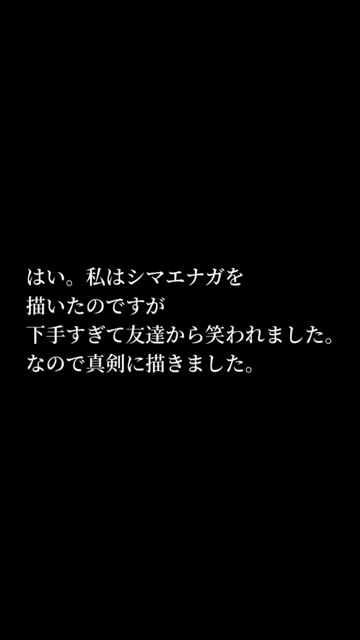 はい。私はシマエナガを
描いたのですが
下手すぎて友達から笑われました。
なので真剣に描きました。